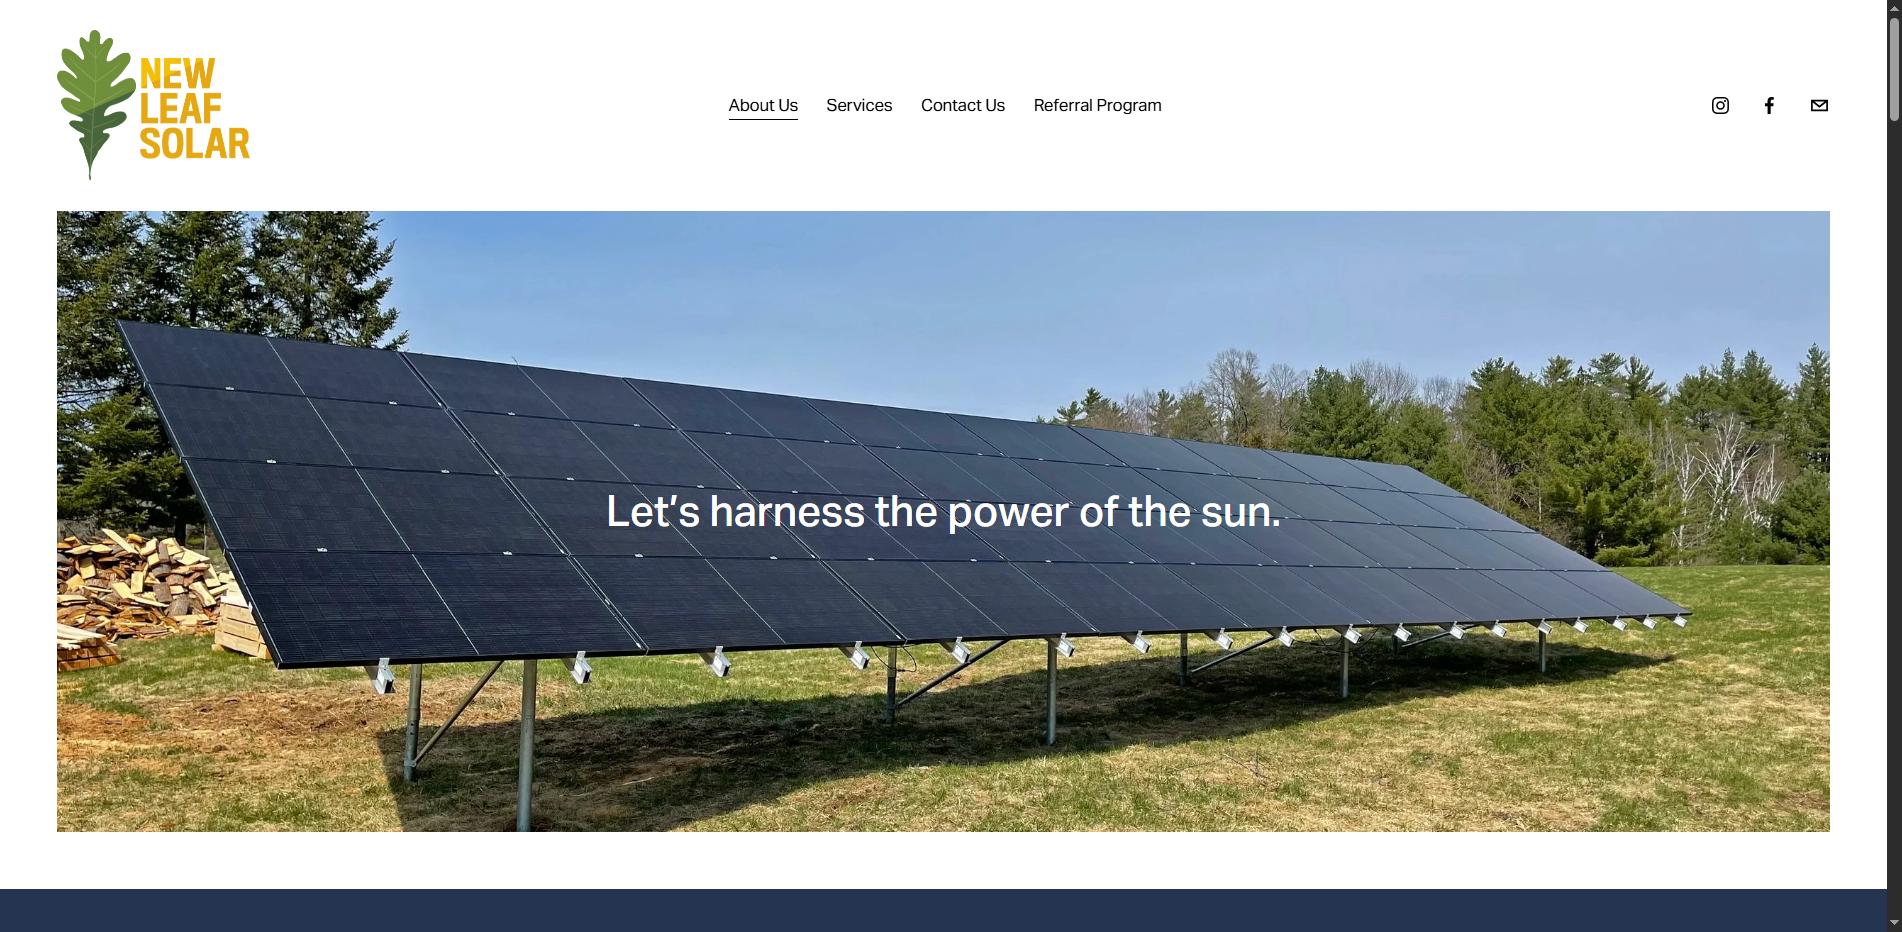 NEW
LEAF
SOLAR
About Us Services Contact Us Referral Program
Let’s harness the power of the sun.